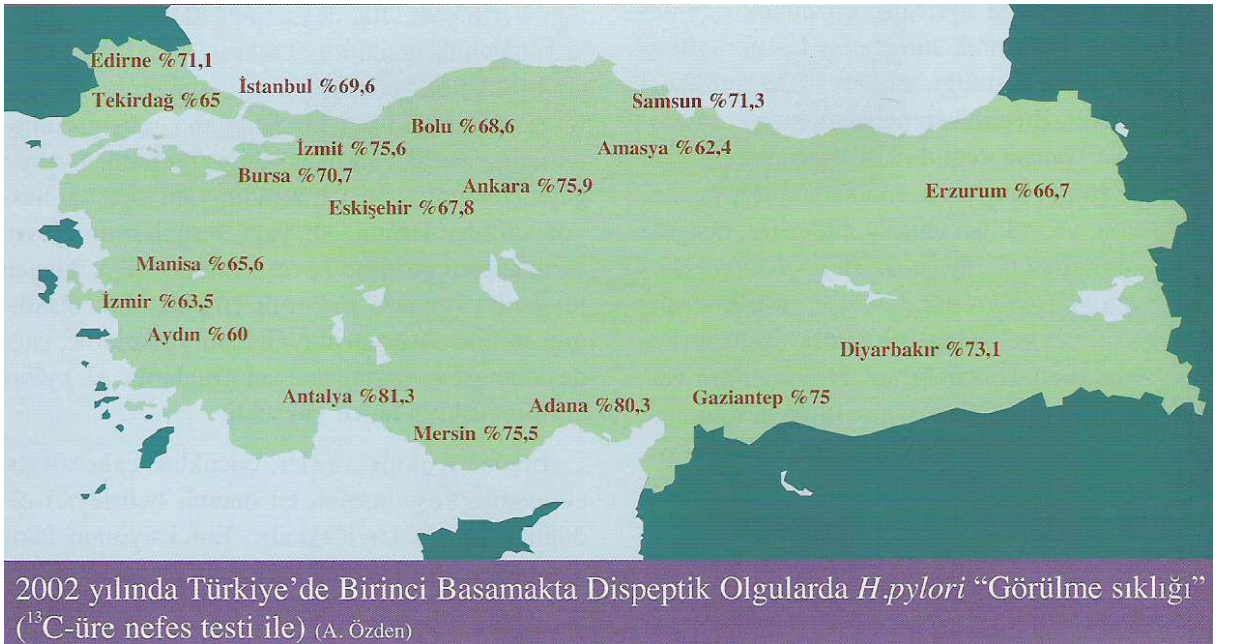 Edirne %71,1
İstanbul %69,6
Tekirdağ %65
Samsun %71,3
Bolu %68,6
İzmit %75,6
Amasya %62,4
Bursa %70,7
Ankara %75,9
Erzurum %66,7
Eskişehir %67,8
Manisa %65,6
İzmir %63,5
Aydın %60
Diyarbakır %73,1
Antalya %81,3
Adana %80,3
Gaziantep %75
Mersin %75,5
2002 yılında Türkiye’de Birinci Basamakta Dispeptik Olgularda H.pylori “Görülme sıklığı”
(¹³C-üre nefes testi ile) (A. Özden)